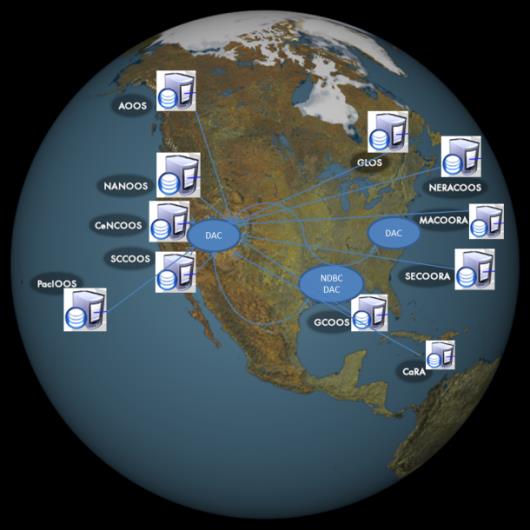 AOOS
GLOS
NANOOS
NERACOOS
CeNCOOS
MACOORA
DAC
DAC
SCCOOS
SECOORA
PacIOOS
NDBC
DAC
GCOOS
CaRA